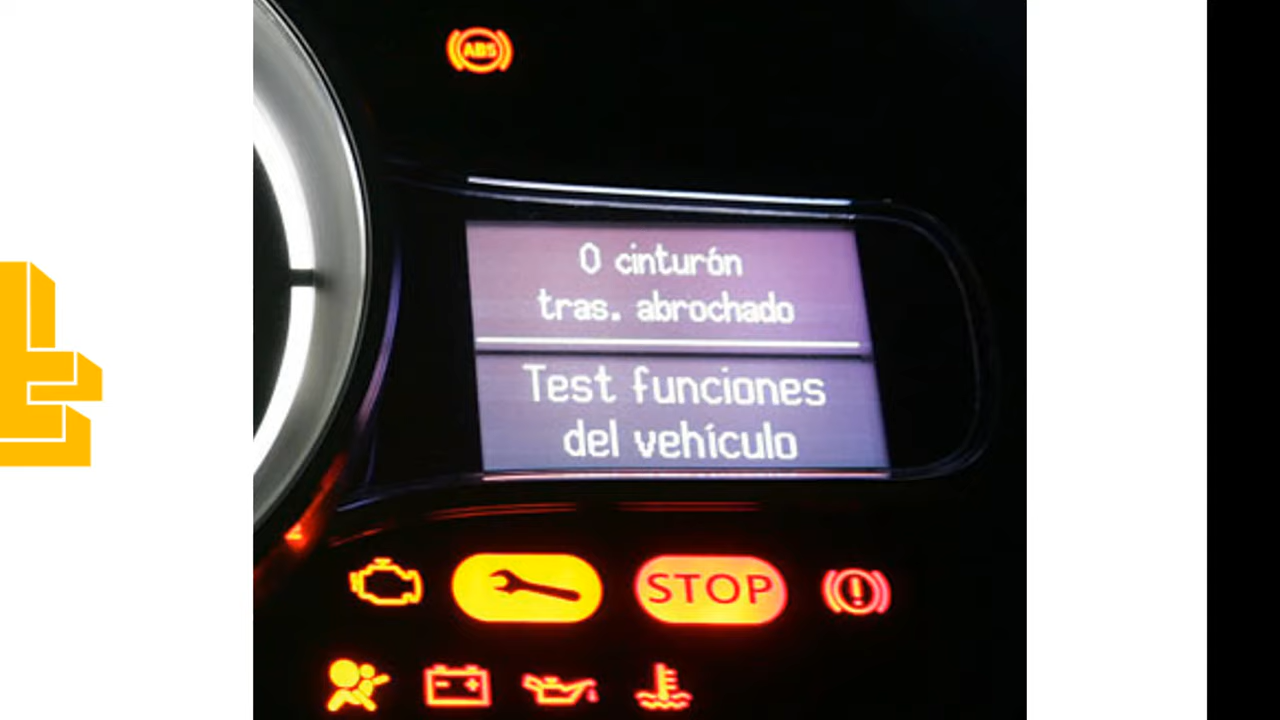 ABS
0 cinturón
tras. abrochado
Test funciones
del vehículo
STOP